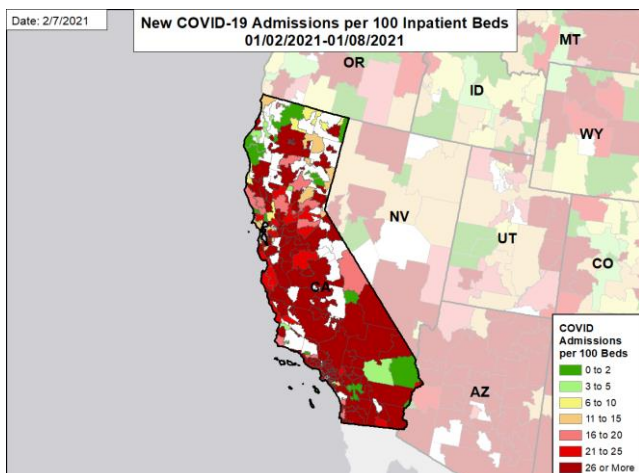 Date: 2/7/2021
New COVID-19 Admissions per 100 Inpatient Beds
01/02/2021-01/08/2021
MT
OR
ID
WY
NV
UT
CO
CA
AZ
COVID
Admissions
per 100 Beds
0 to 2
3 to 5
6 to 10
11 to 15
16 to 20
21 to 25
26 or More